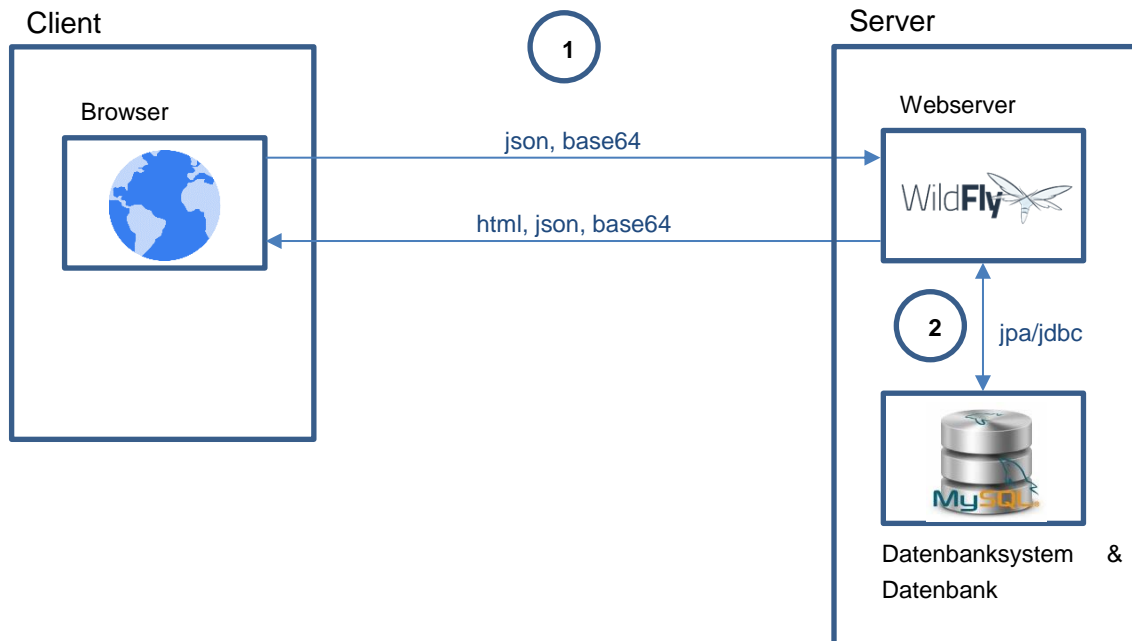 Client
Server
1
Browser
Webserver
json, base64
WildFly
html, json, base64
2
jpa/jdbc
MySQL
Datenbanksystem &
Datenbank